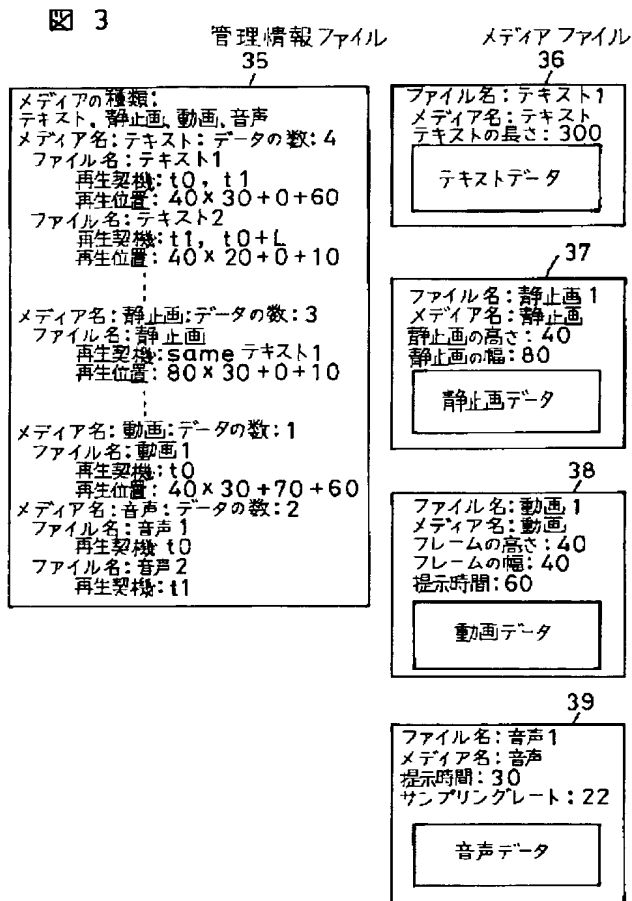 図 3
管理情報ファイル
35
メディアの種類:
テキスト、静止画、動画、音声
メディア名:テキスト:データの数:4
ファイル名:テキスト1
再生契機:t0, t1
再生位置:40×30+0+60
ファイル名:テキスト2
再生契機:t1, t0+L
再生位置:40×20+0+10
メディア名:静止画:データの数:3
ファイル名:静止画
再生契機:same テキスト1
再生位置:80×30+0+10
メディア名:動画:データの数:1
ファイル名:動画1
再生契機:t0
再生位置:40×30+70+60
メディア名:音声:データの数:2
ファイル名:音声1
再生契機 t0
ファイル名:音声2
再生契機:t1
メディアファイル
36
ファイル名:テキスト1
メディア名:テキスト
テキストの長さ:300
テキストデータ
37
ファイル名:静止画1
メディア名:静止画
静止画の高さ:40
静止画の幅:80
静止画データ
38
ファイル名:動画1
メディア名:動画
フレームの高さ:40
フレームの幅:40
提示時間:60
動画データ
39
ファイル名:音声1
メディア名:音声
提示時間:30
サンプリングレート:22
音声データ